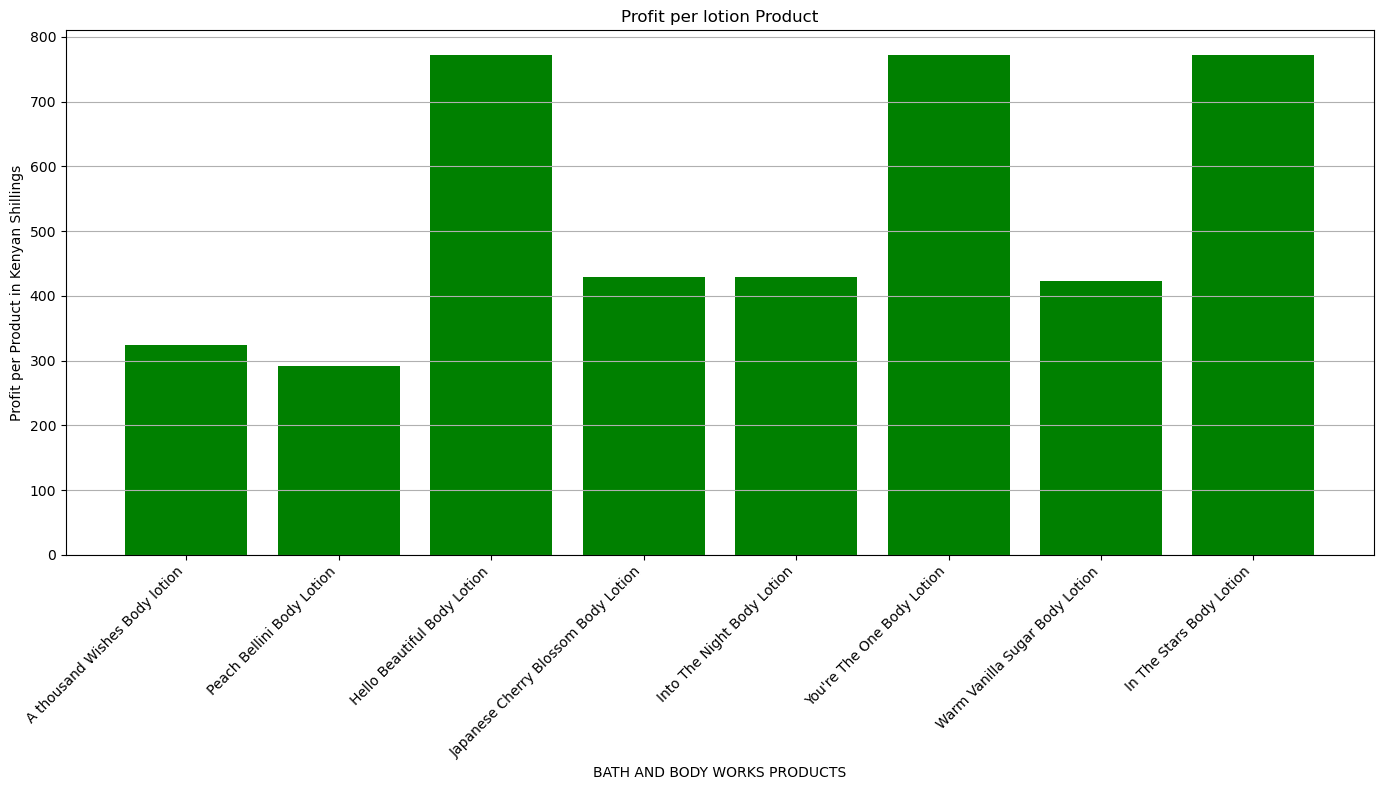 Profit per lotion Product
Profit per Product in Kenyan Shillings
800
700
600
500
400
300
200
100
0
A thousand Wishes Body lotion
Peach Bellini Body Lotion
Hello Beautiful Body Lotion
Japanese Cherry Blossom Body Lotion
Into The Night Body Lotion
You're The One Body Lotion
Warm Vanilla Sugar Body Lotion
In The Stars Body Lotion
BATH AND BODY WORKS PRODUCTS